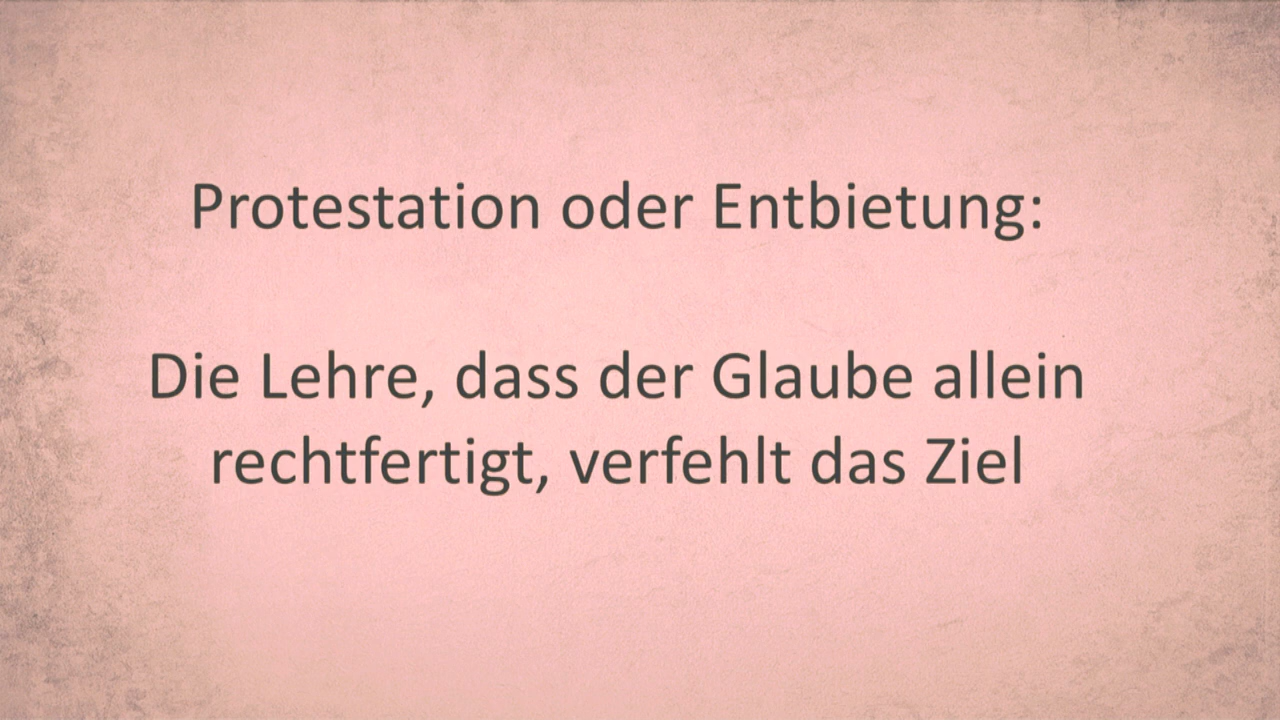 Protestation oder Entbietung:
Die Lehre, dass der Glaube allein
rechtfertigt, verfehlt das Ziel